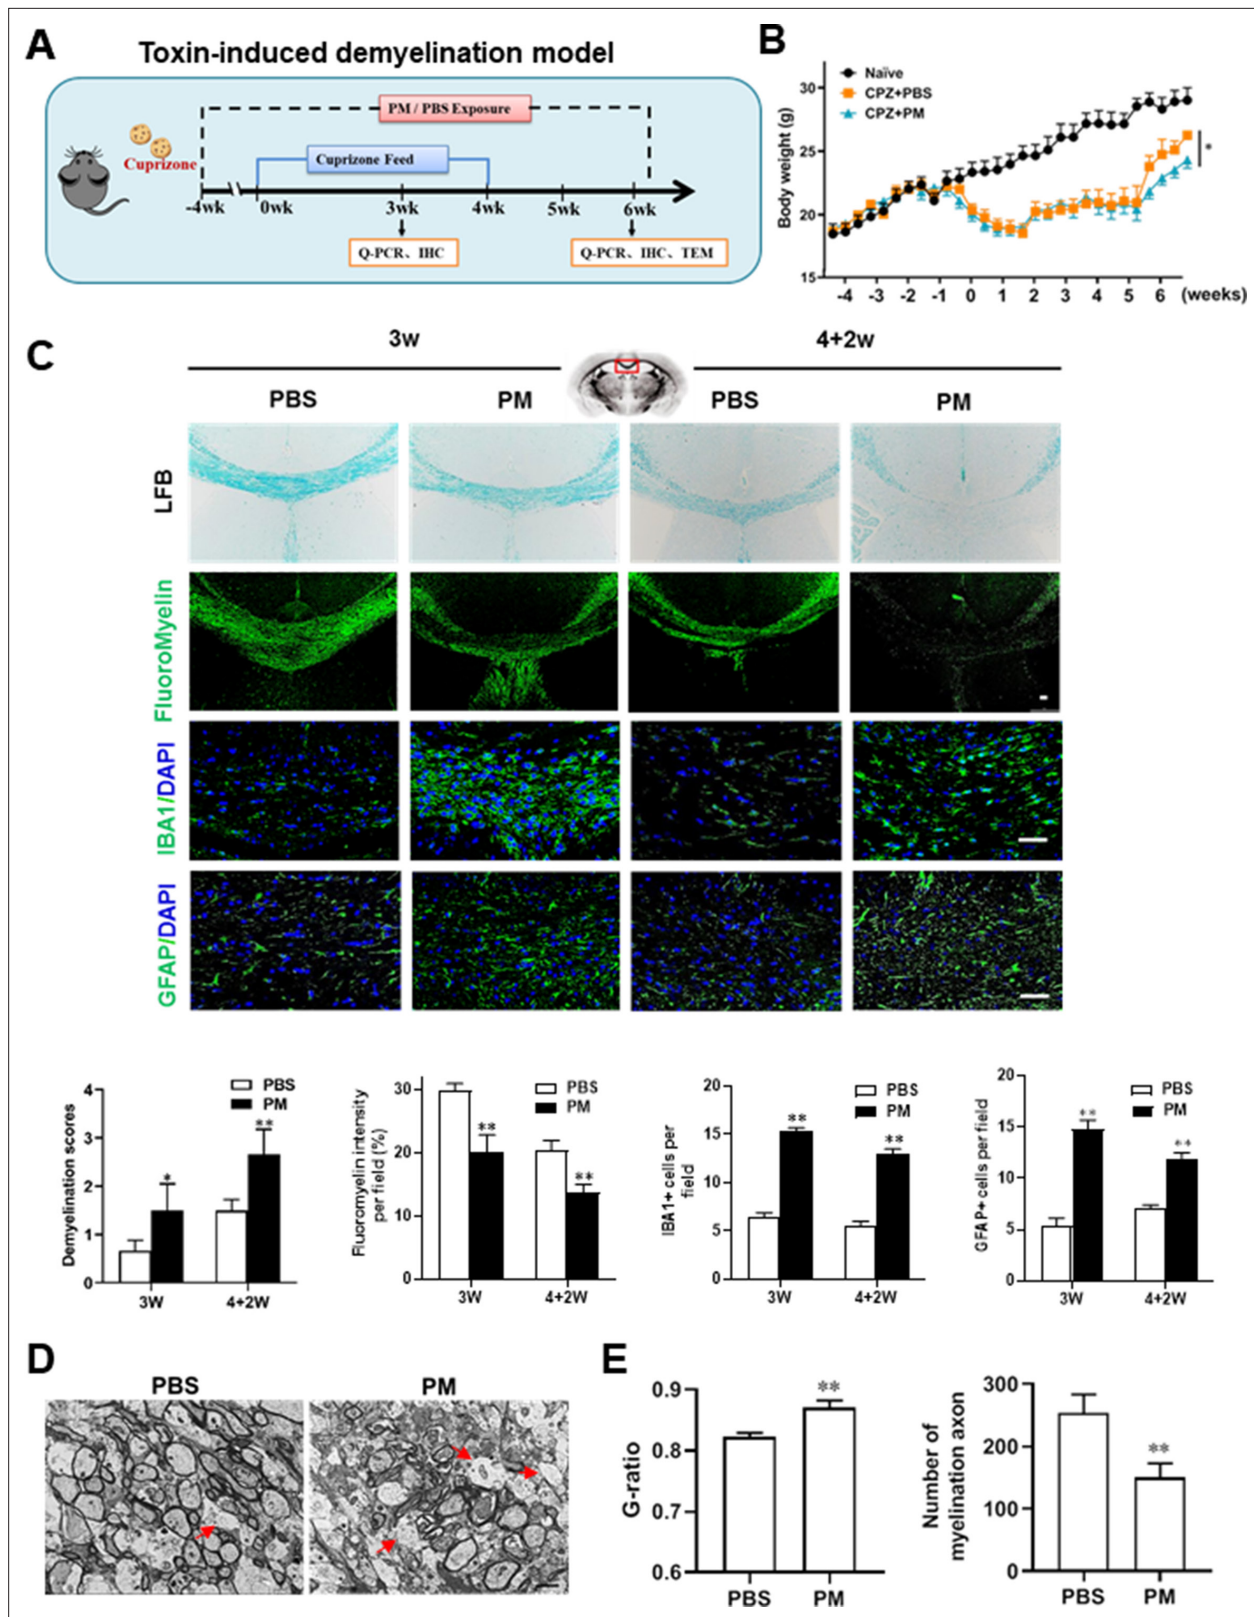 A
Toxin-induced demyelination model
PM / PBS Exposure
Cuprizone
Cuprizone Feed
-4wk 0wk 3wk 4wk 5wk 6wk
Q-PCR、IHC
Q-PCR、IHC、TEM
B
Naïve
CPZ+PBS
CPZ+PM
Body weight (g)
30
25
20
15
*
-4 -3 -2 -1 0 1 2 3 4 5 6 (weeks)
C
3w 4+2w
PBS PM PBS PM
LFB
FluoroMyelin
IBA1/DAPI
GFAP/DAPI
Demyelination scores
4
3
2
1
0
PBS
PM
*
**
3W 4+2W
Fluoromyelin intensity
per field (%)
30
20
10
0
PBS
PM
**
**
3W 4+2W
IBA1+ cells per
field
20
15
10
5
0
PBS
PM
**
**
3W 4+2W
GFAP+ cells per field
20
15
10
5
0
PBS
PM
**
**
3W 4+2W
D
PBS PM
E
G-ratio
0.9
0.8
0.7
0.6
**
PBS PM
Number of
myelination axon
300
200
100
0
**
PBS PM